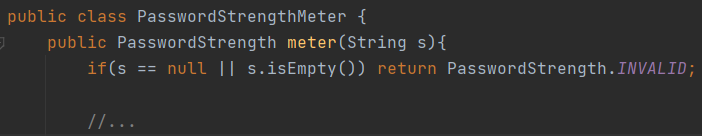 public class PasswordStrengthMeter {
    public PasswordStrength meter(String s){
        if(s == null || s.isEmpty()) return PasswordStrength.INVALID;
        //...